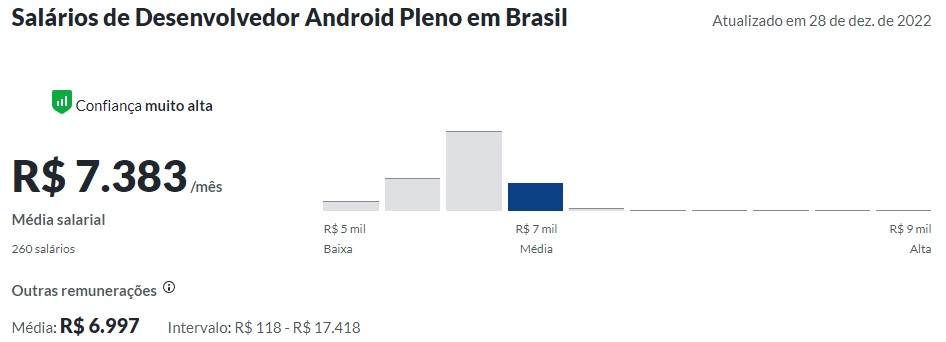 Salários de Desenvolvedor Android Pleno em Brasil
Atualizado em 28 de dez. de 2022
Confiança muito alta
R$ 7.383 /mês
Média salarial
260 salários
R$ 5 mil
Baixa
R$ 7 mil
Média
R$ 9 mil
Alta
Outras remunerações
Média: R$ 6.997 Intervalo: R$ 118 - R$ 17.418